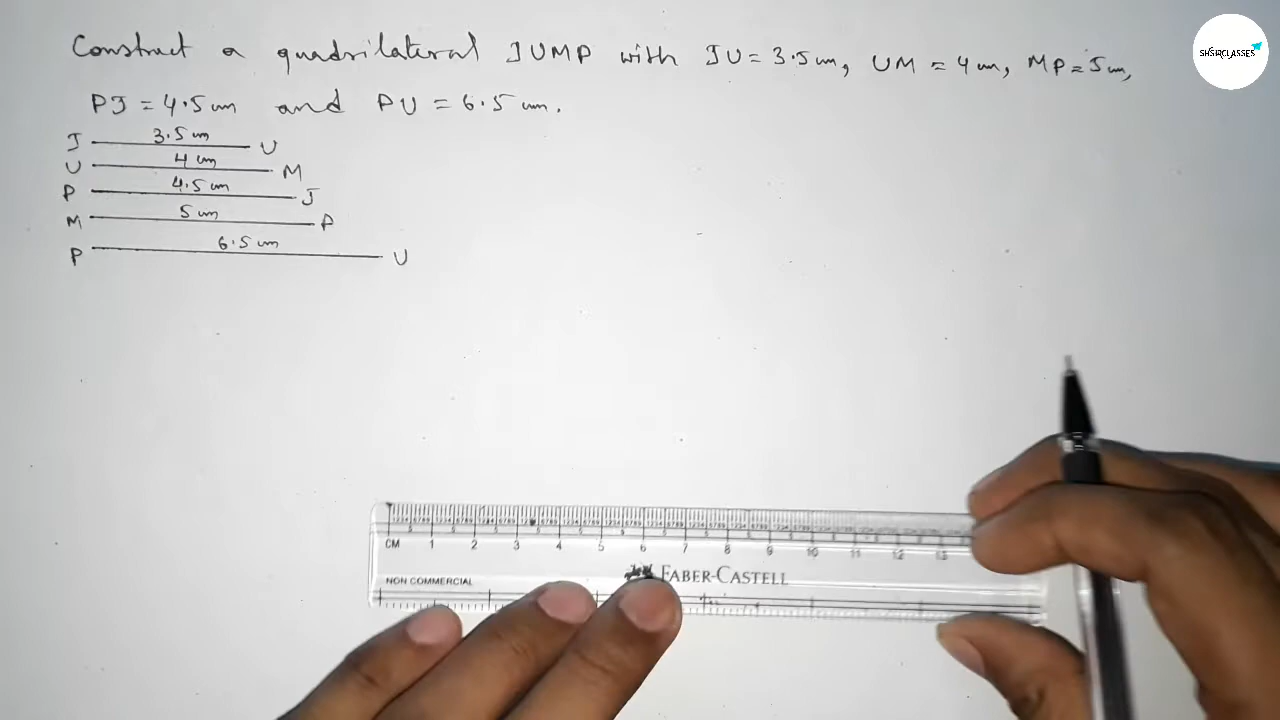 Construct a quadrilateral JUMP with JU = 3.5 cm, UM = 4 cm, MP = 5 cm,
PJ = 4.5 cm and PU = 6.5 cm.
J 3.5 cm U
U 4 cm M
P 4.5 cm J
M 5 cm P
P 6.5 cm U
SHSIRCLASSES
CM 1 2 3 4 5 6 7 8 9 10 11 12 13
FABER-CASTELL
NON COMMERCIAL